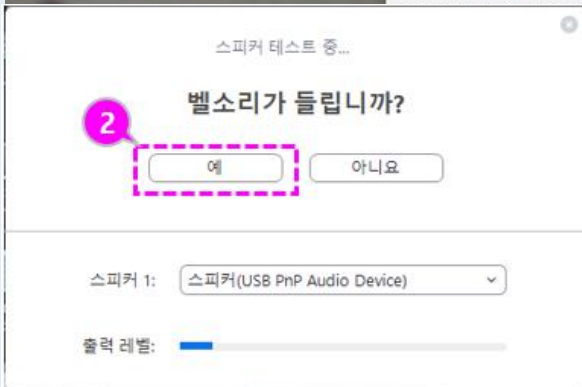 스피커 테스트 중...
벨소리가 들립니까?
2
예 아니요
스피커 1: 스피커(USB PnP Audio Device)
출력 레벨: